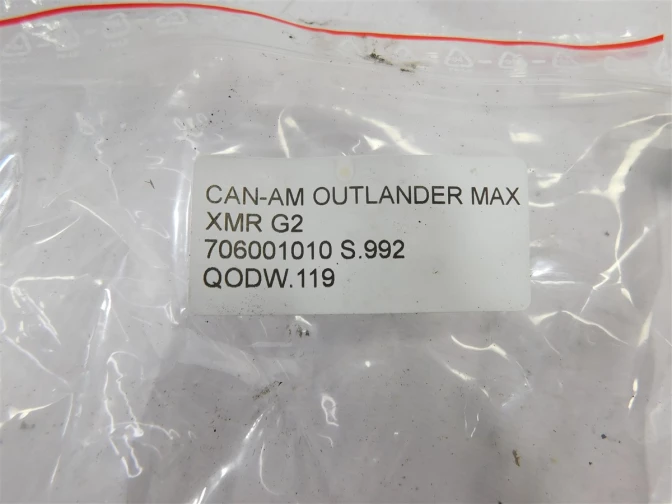 CAN-AM OUTLANDER MAX
XMR G2
706001010 S.992
QODW.119